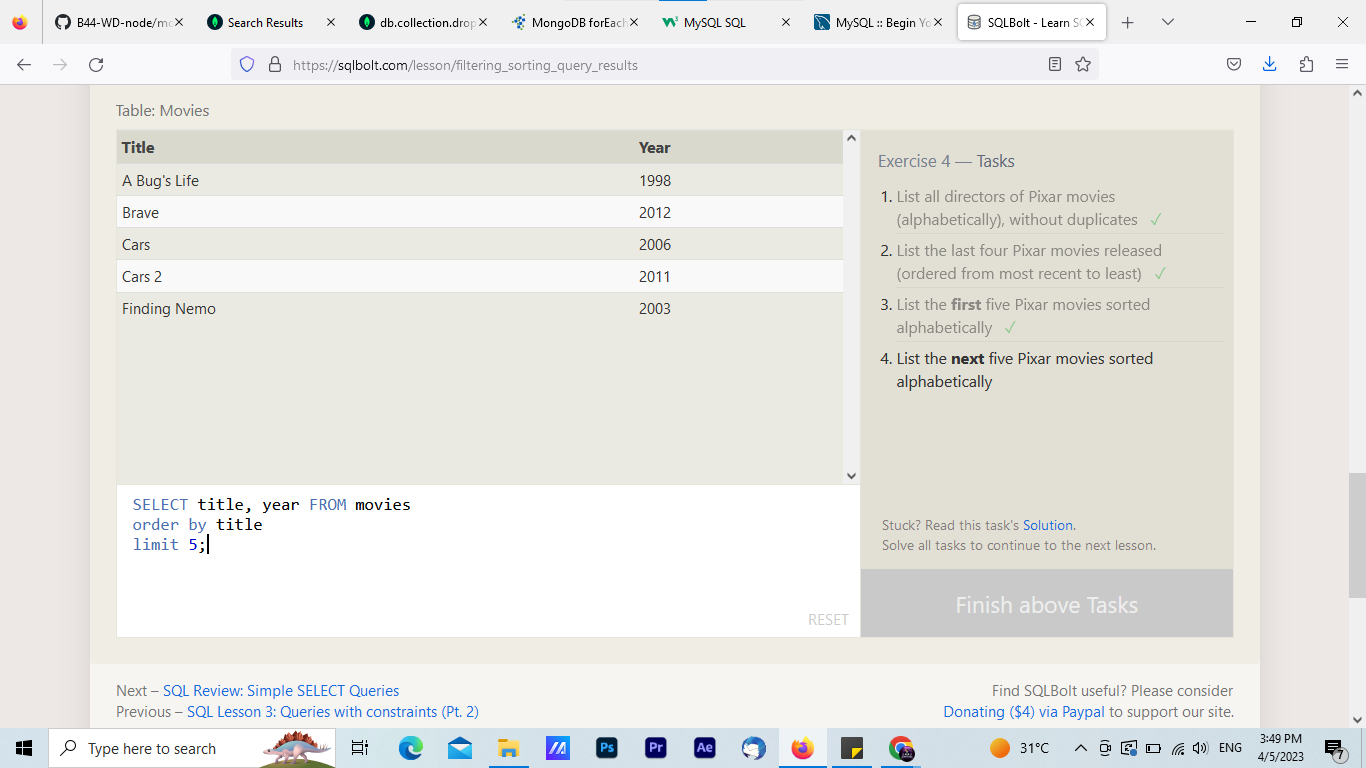 B44-WD-node/mo
Search Results
db.collection.drop
MongoDB forEach
MySQL SQL
MySQL :: Begin Yo
SQLBolt - Learn SQ
https://sqlbolt.com/lesson/filtering_sorting_query_results
Table: Movies
Title Year
A Bug's Life 1998
Brave 2012
Cars 2006
Cars 2 2011
Finding Nemo 2003
SELECT title, year FROM movies
order by title
limit 5;
RESET
Exercise 4 — Tasks
1. List all directors of Pixar movies
(alphabetically), without duplicates ✓
2. List the last four Pixar movies released
(ordered from most recent to least) ✓
3. List the first five Pixar movies sorted
alphabetically ✓
4. List the next five Pixar movies sorted
alphabetically
Stuck? Read this task's Solution.
Solve all tasks to continue to the next lesson.
Finish above Tasks
Next – SQL Review: Simple SELECT Queries
Previous – SQL Lesson 3: Queries with constraints (Pt. 2)
Find SQLBolt useful? Please consider
Donating ($4) via Paypal to support our site.
Type here to search
Ps
Pr
Ae
31°C
ENG
3:49 PM
4/5/2023
7